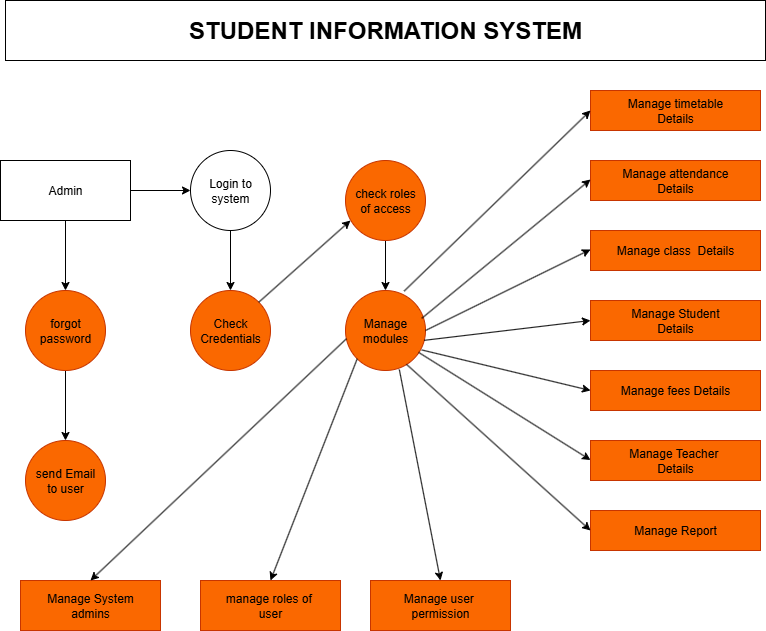 STUDENT INFORMATION SYSTEM
Admin
Login to
system
check roles
of access
forgot
password
Check
Credentials
Manage
modules
send Email
to user
Manage timetable
Details
Manage attendance
Details
Manage class  Details
Manage Student
Details
Manage fees Details
Manage Teacher
Details
Manage Report
Manage System
admins
manage roles of
user
Manage user
permission